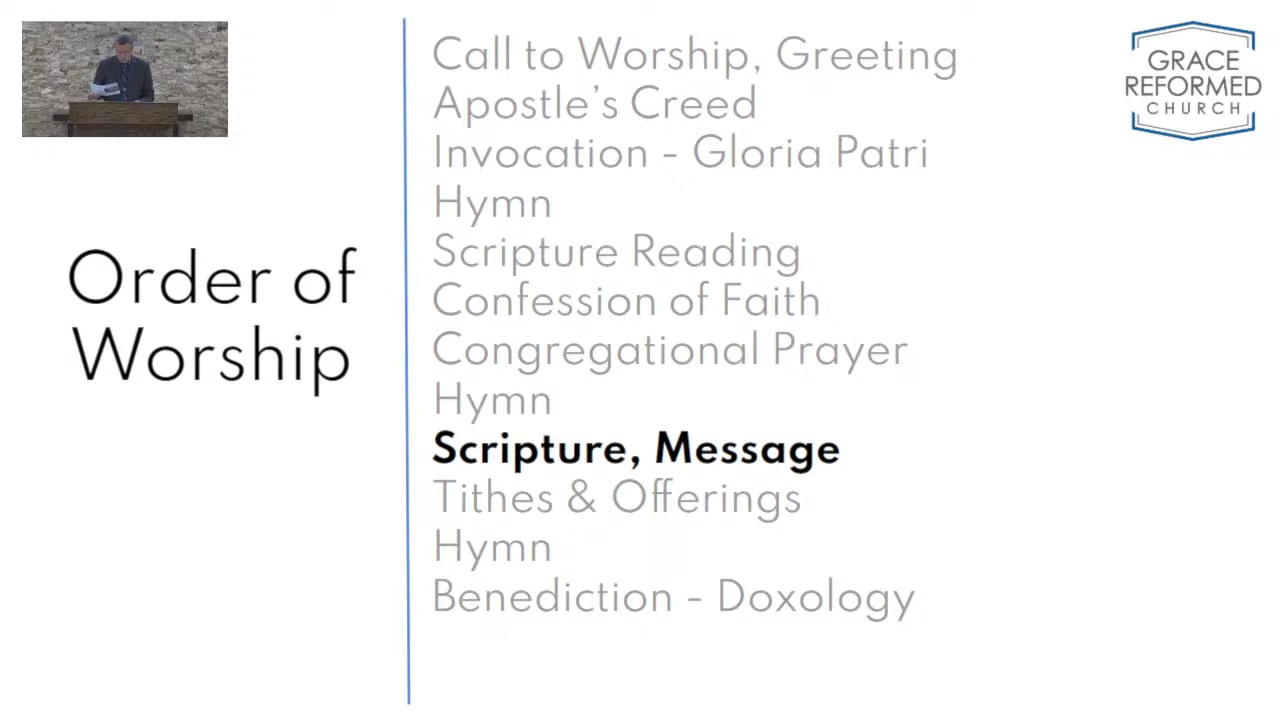 Order of
Worship
Call to Worship, Greeting
Apostle's Creed
Invocation - Gloria Patri
Hymn
Scripture Reading
Confession of Faith
Congregational Prayer
Hymn
Scripture, Message
Tithes & Offerings
Hymn
Benediction - Doxology
GRACE
REFORMED
CHURCH